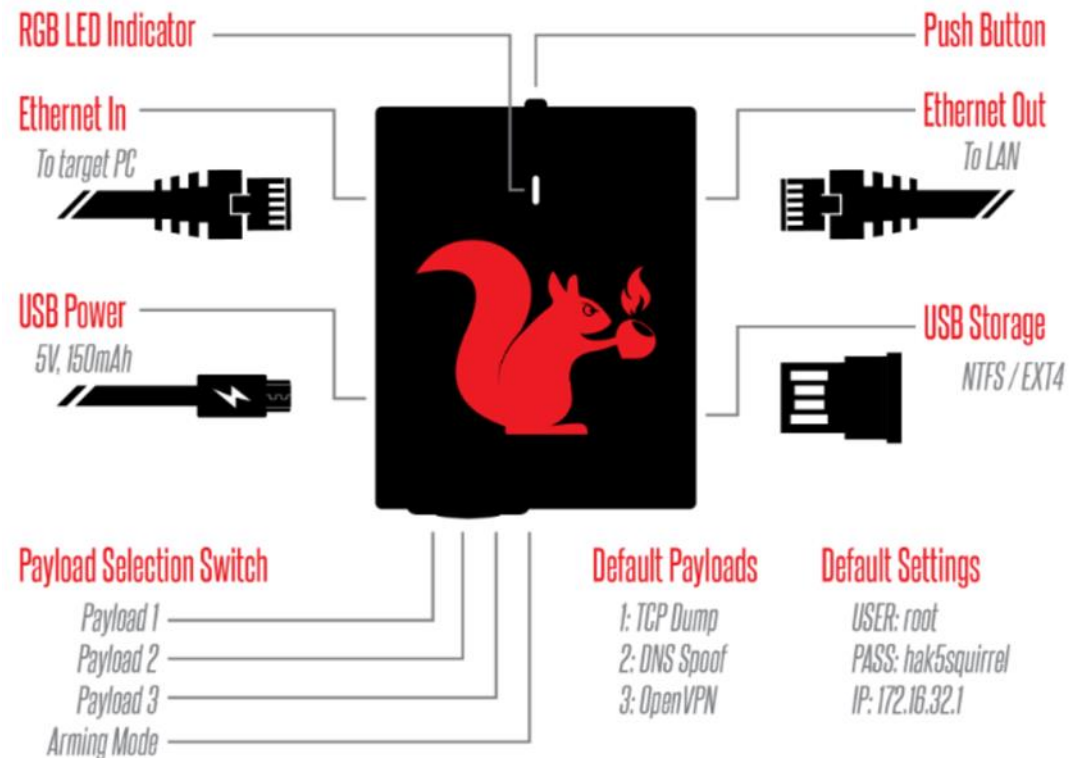 RGB LED Indicator
Push Button
Ethernet In
To target PC
Ethernet Out
To LAN
USB Power
5V, 150mAh
USB Storage
NTFS / EXT4
Payload Selection Switch
Payload 1
Payload 2
Payload 3
Arming Mode
Default Payloads
1: TCP Dump
2: DNS Spoof
3: OpenVPN
Default Settings
USER: root
PASS: hak5squirrel
IP: 172.16.32.1